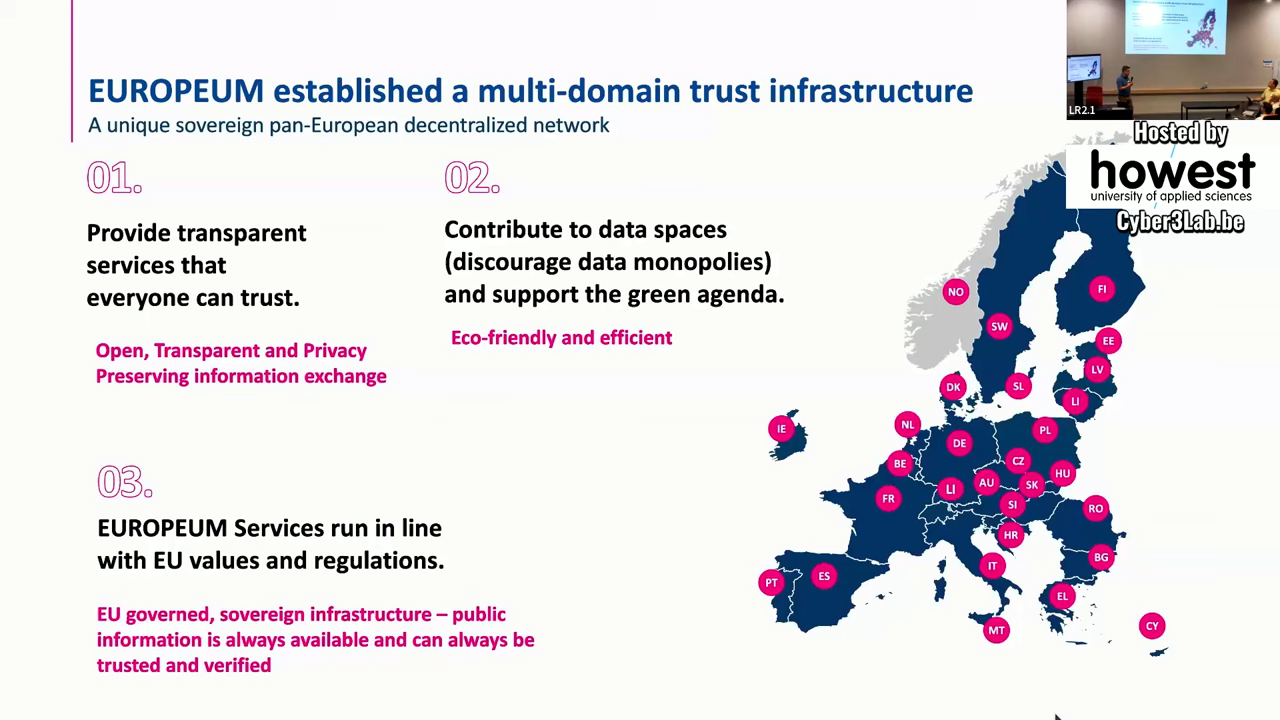 EUROPEUM established a multi-domain trust infrastructure
A unique sovereign pan-European decentralized network
01.
Provide transparent
services that
everyone can trust.
Open, Transparent and Privacy
Preserving information exchange
02.
Contribute to data spaces
(discourage data monopolies)
and support the green agenda.
Eco-friendly and efficient
03.
EUROPEUM Services run in line
with EU values and regulations.
EU governed, sovereign infrastructure – public
information is always available and can always be
trusted and verified
LR2.1
Hosted by
howest
university of applied sciences
Cyber3Lab.be
NO
FI
SW
EE
LV
DK
SL
LI
IE
NL
PL
DE
BE
CZ
HU
FR
LI
AU
SK
SI
RO
HR
BG
IT
PT
ES
EL
MT
CY